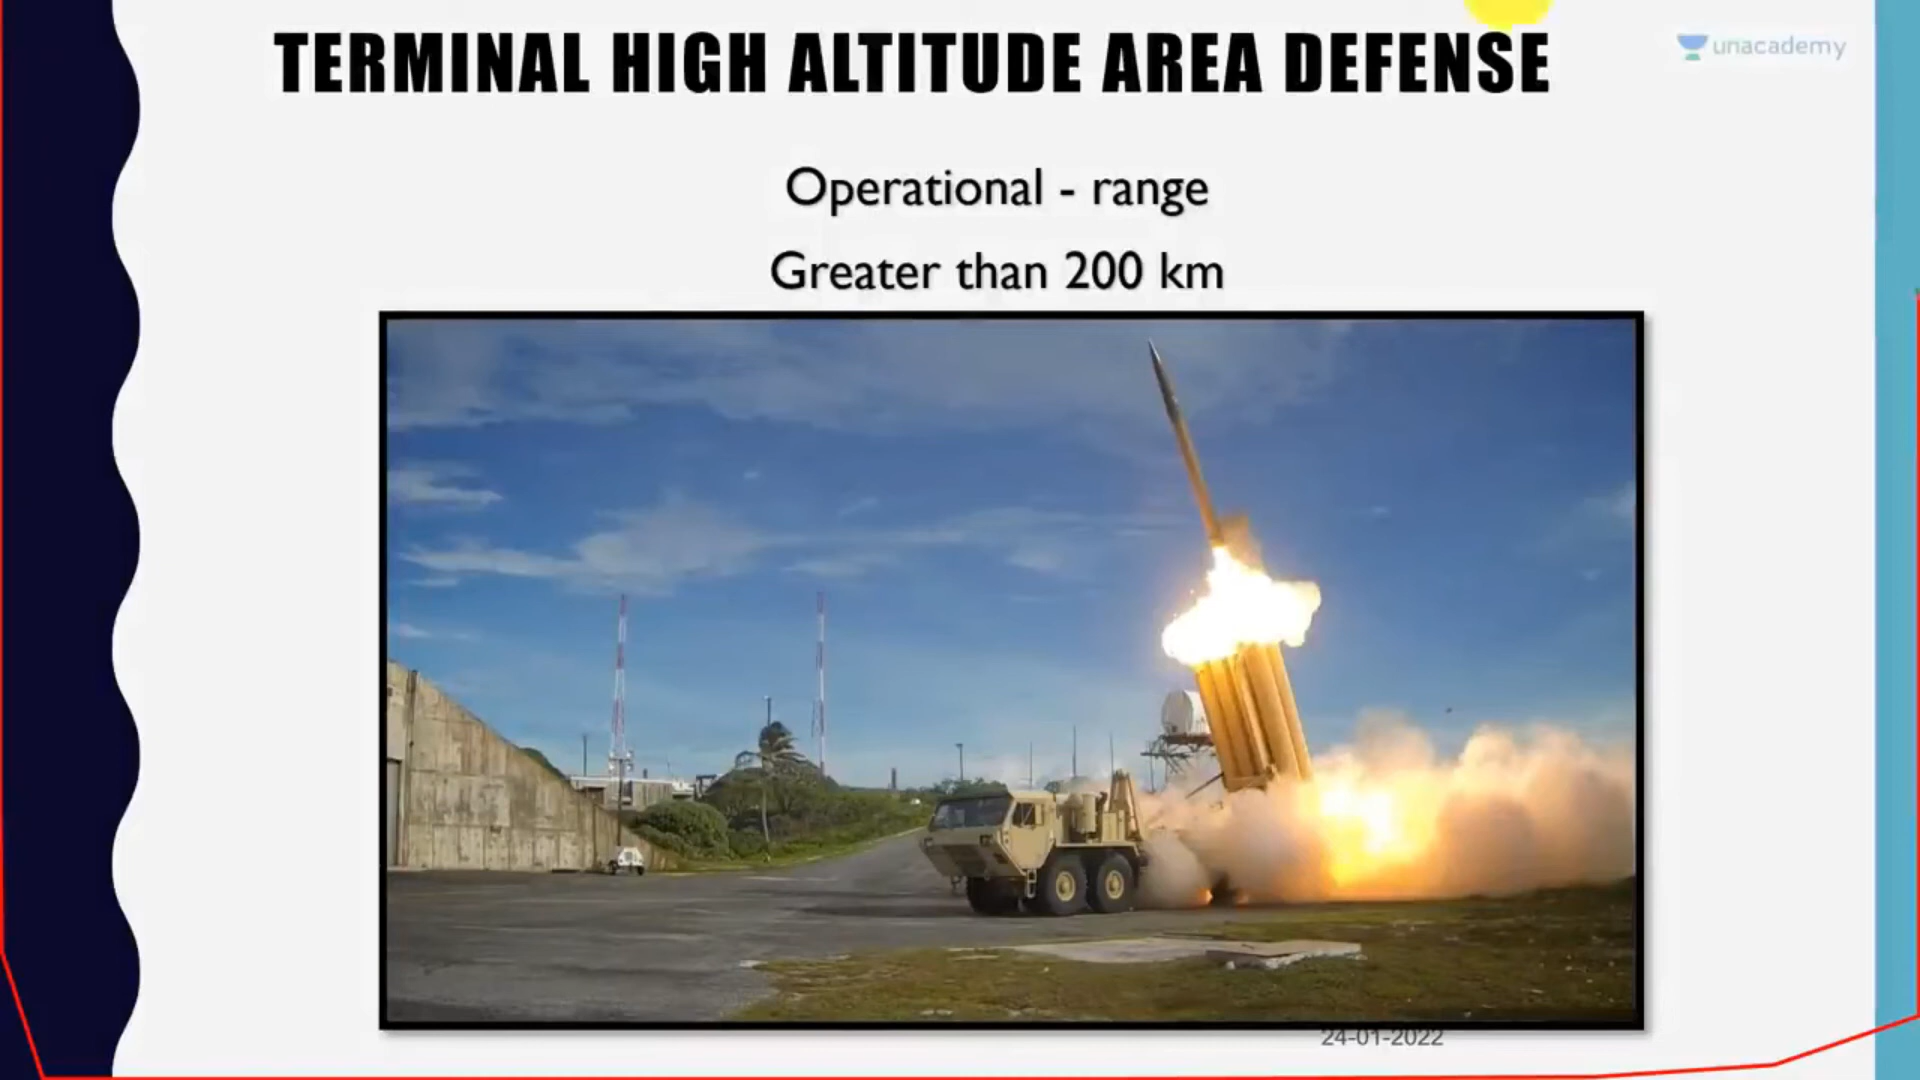 TERMINAL HIGH ALTITUDE AREA DEFENSE
unacademy
Operational - range
Greater than 200 km
24-01-2022